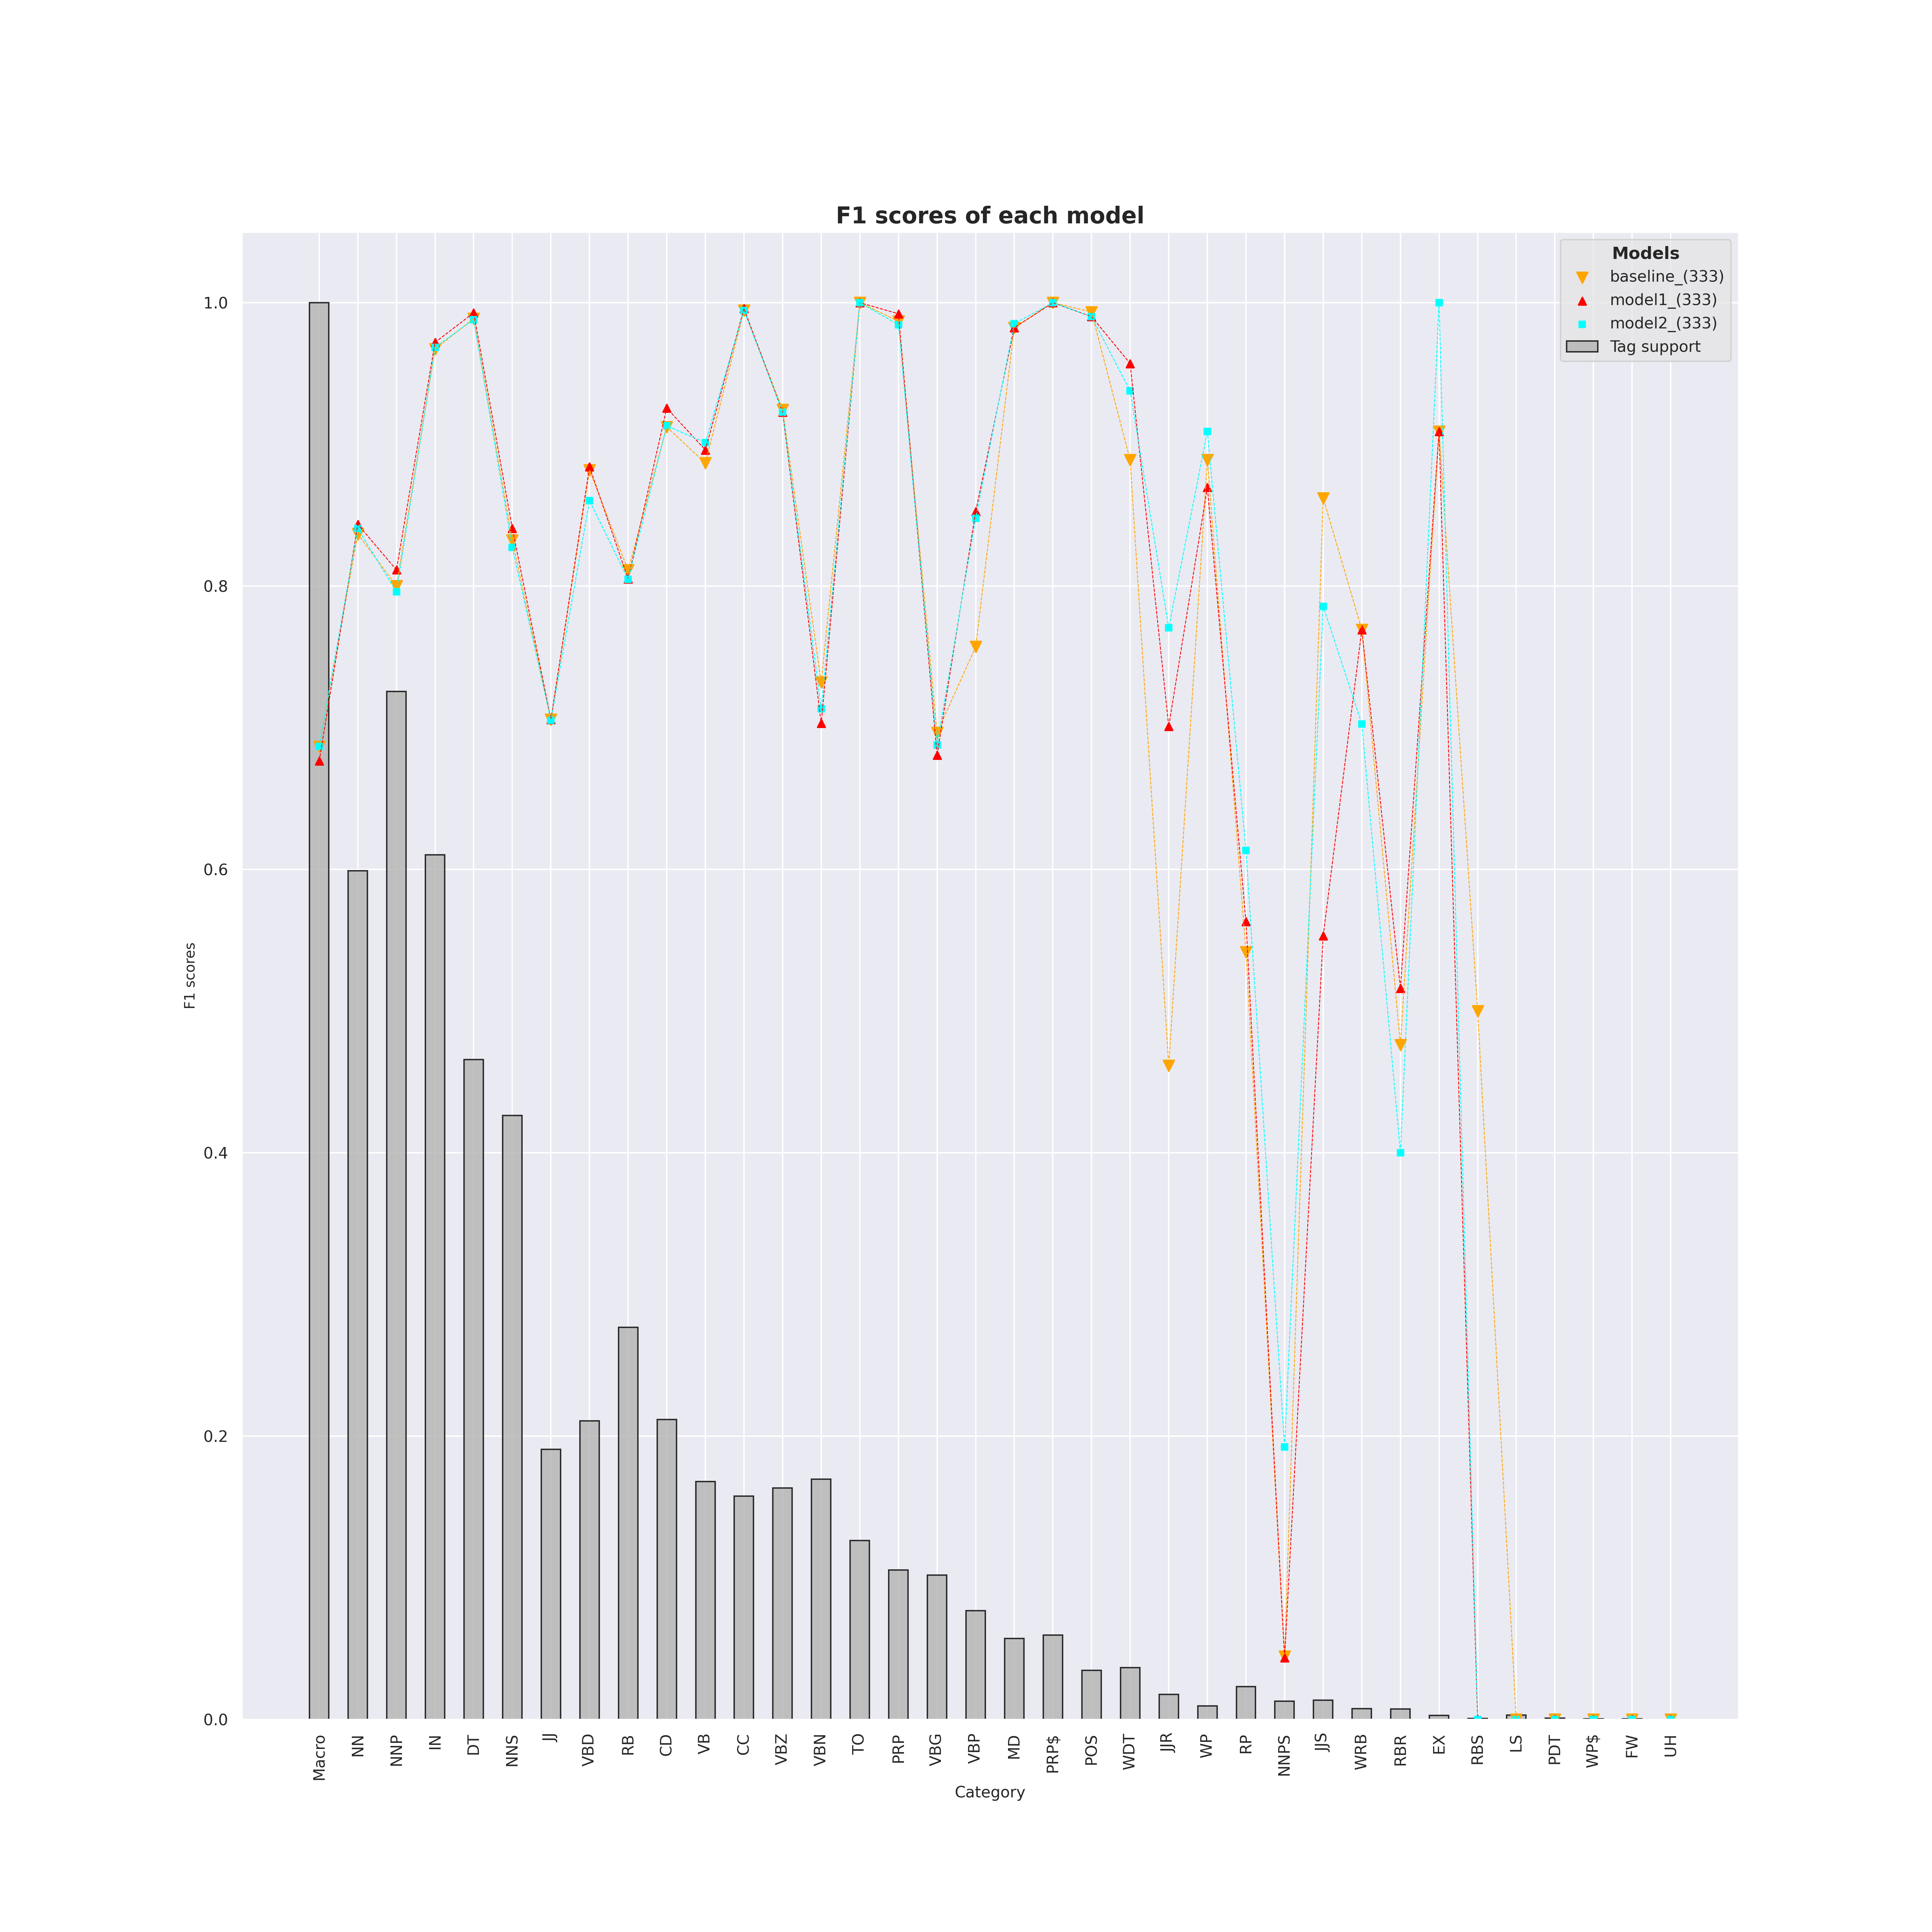 F1 scores of each model
Models
baseline_(333)
model1_(333)
model2_(333)
Tag support
1.0
0.8
0.6
0.4
0.2
0.0
F1 scores
Macro
NN
NNP
IN
DT
NNS
JJ
VBD
RB
CD
VB
CC
VBZ
VBN
TO
PRP
VBG
VBP
MD
PRP$
POS
WDT
JJR
WP
RP
NNPS
JJS
WRB
RBR
EX
RBS
LS
PDT
WP$
FW
UH
Category